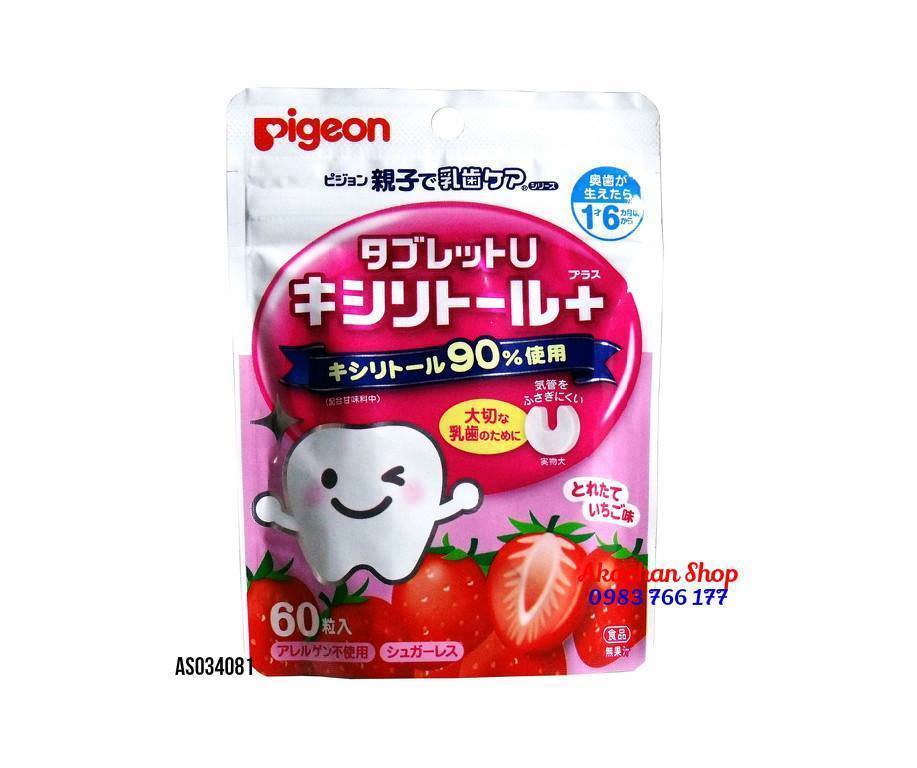 pigeon
ピジョン 親子で乳歯ケア® シリーズ
奥歯が
生えたら
1才6カ月
から
タブレットU
プラス
キシリトール+
キシリトール90%使用
(配合甘味料中)
気管を
ふさぎにくい
大切な
乳歯のために
実物大
とれたて
いちご味
Shop
0983 766 177
60粒入
アレルゲン不使用
シュガーレス
食品
無果汁
AS034081